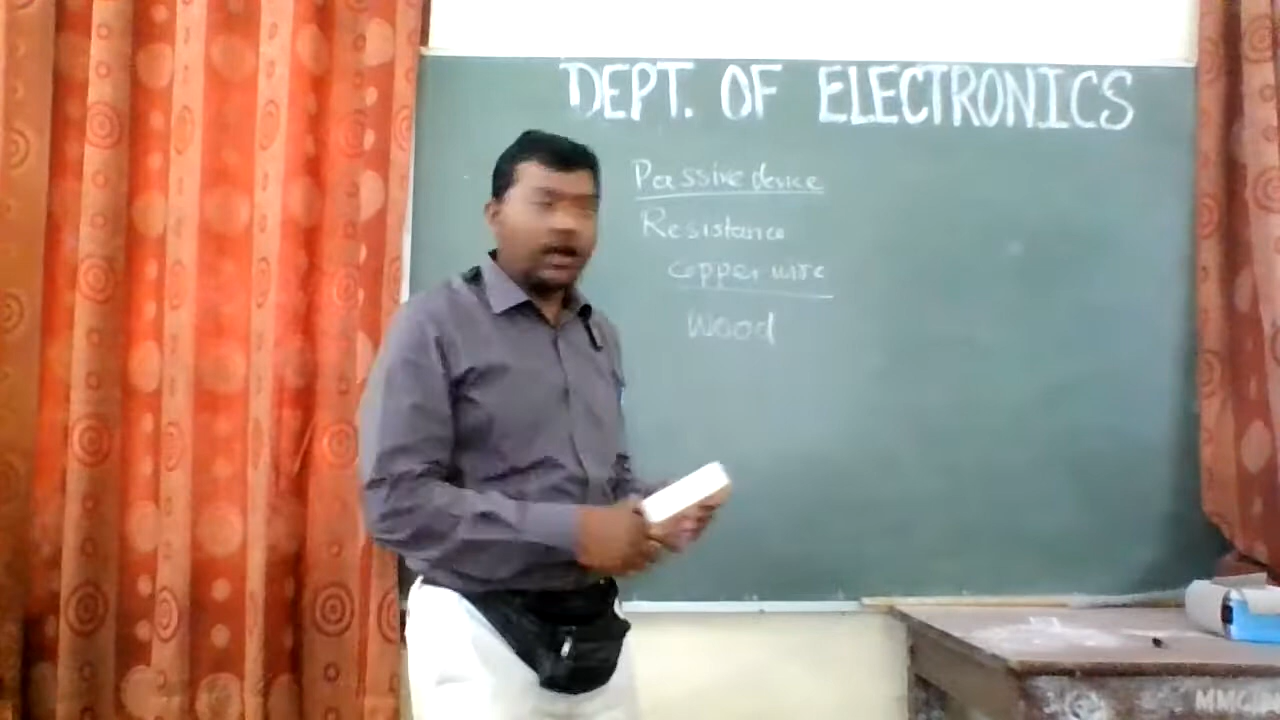 DEPT. OF ELECTRONICS
Passive device
Resistance
copper wire
Wood